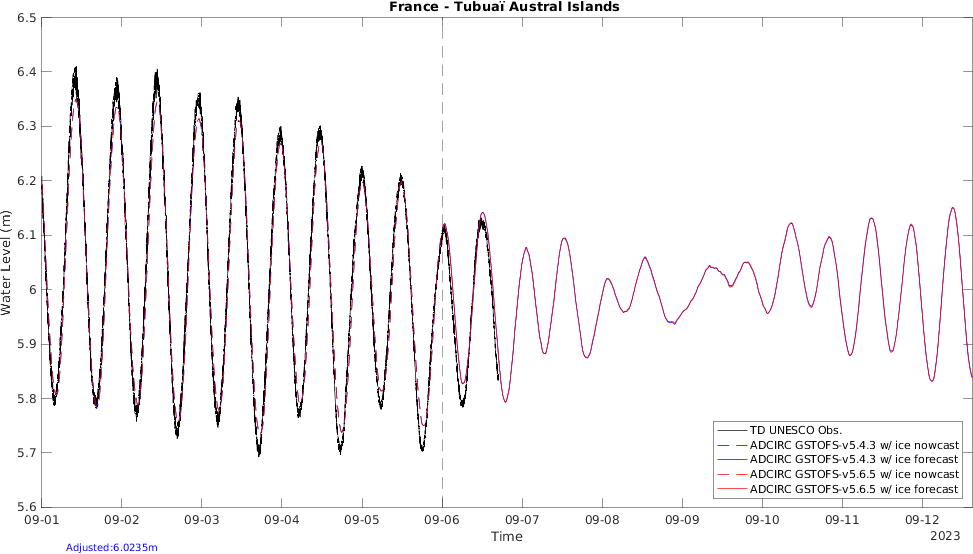 France - Tubuaï Austral Islands
6.5
6.4
6.3
6.2
6.1
6
5.9
5.8
5.7
5.6
Water Level (m)
TD UNESCO Obs.
ADCIRC GSTOFS-v5.4.3 w/ ice nowcast
ADCIRC GSTOFS-v5.4.3 w/ ice forecast
ADCIRC GSTOFS-v5.6.5 w/ ice nowcast
ADCIRC GSTOFS-v5.6.5 w/ ice forecast
09-01 09-02 09-03 09-04 09-05 09-06 09-07 09-08 09-09 09-10 09-11 09-12
Time
2023
Adjusted:6.0235m